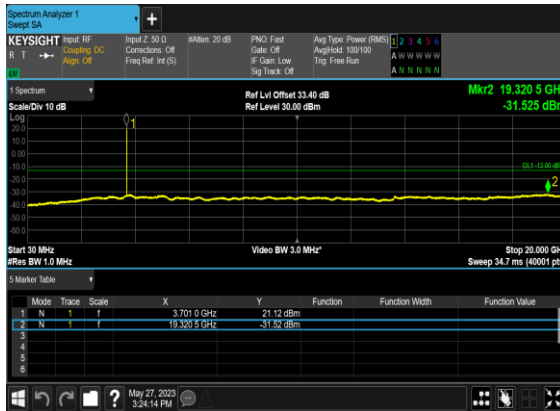 Spectrum Analyzer 1
Swept SA
+
KEYSIGHT Input: RF Input Z: 50 Ω #Atten: 20 dB PNO: Fast Avg Type: Power (RMS) 1 2 3 4 5 6
R T Coupling: DC Corrections: Off Gate: Off Avg|Hold: 100/100 A W W W W W
Align: Off Freq Ref: Int (S) IF Gain: Low Trig: Free Run
Sig Track: Off A N N N N N
1 Spectrum Ref Lvl Offset 33.40 dB Mkr2 19.320 5 GH
Scale/Div 10 dB Ref Level 30.00 dBm -31.525 dB
Log
20.0 1
10.0
0.00
-10.0 DL1 -13.00 dB
-20.0 2
-30.0
-40.0
-50.0
-60.0
Start 30 MHz Video BW 3.0 MHz* Stop 20.000 GH
#Res BW 1.0 MHz Sweep 34.7 ms (40001 pt
5 Marker Table
Mode Trace Scale X Y Function Function Width Function Value
1 N 1 f 3.701 0 GHz 21.12 dBm
2 N 1 f 19.320 5 GHz -31.52 dBm
3
4
5
6
? May 27, 2023
3:24:14 PM